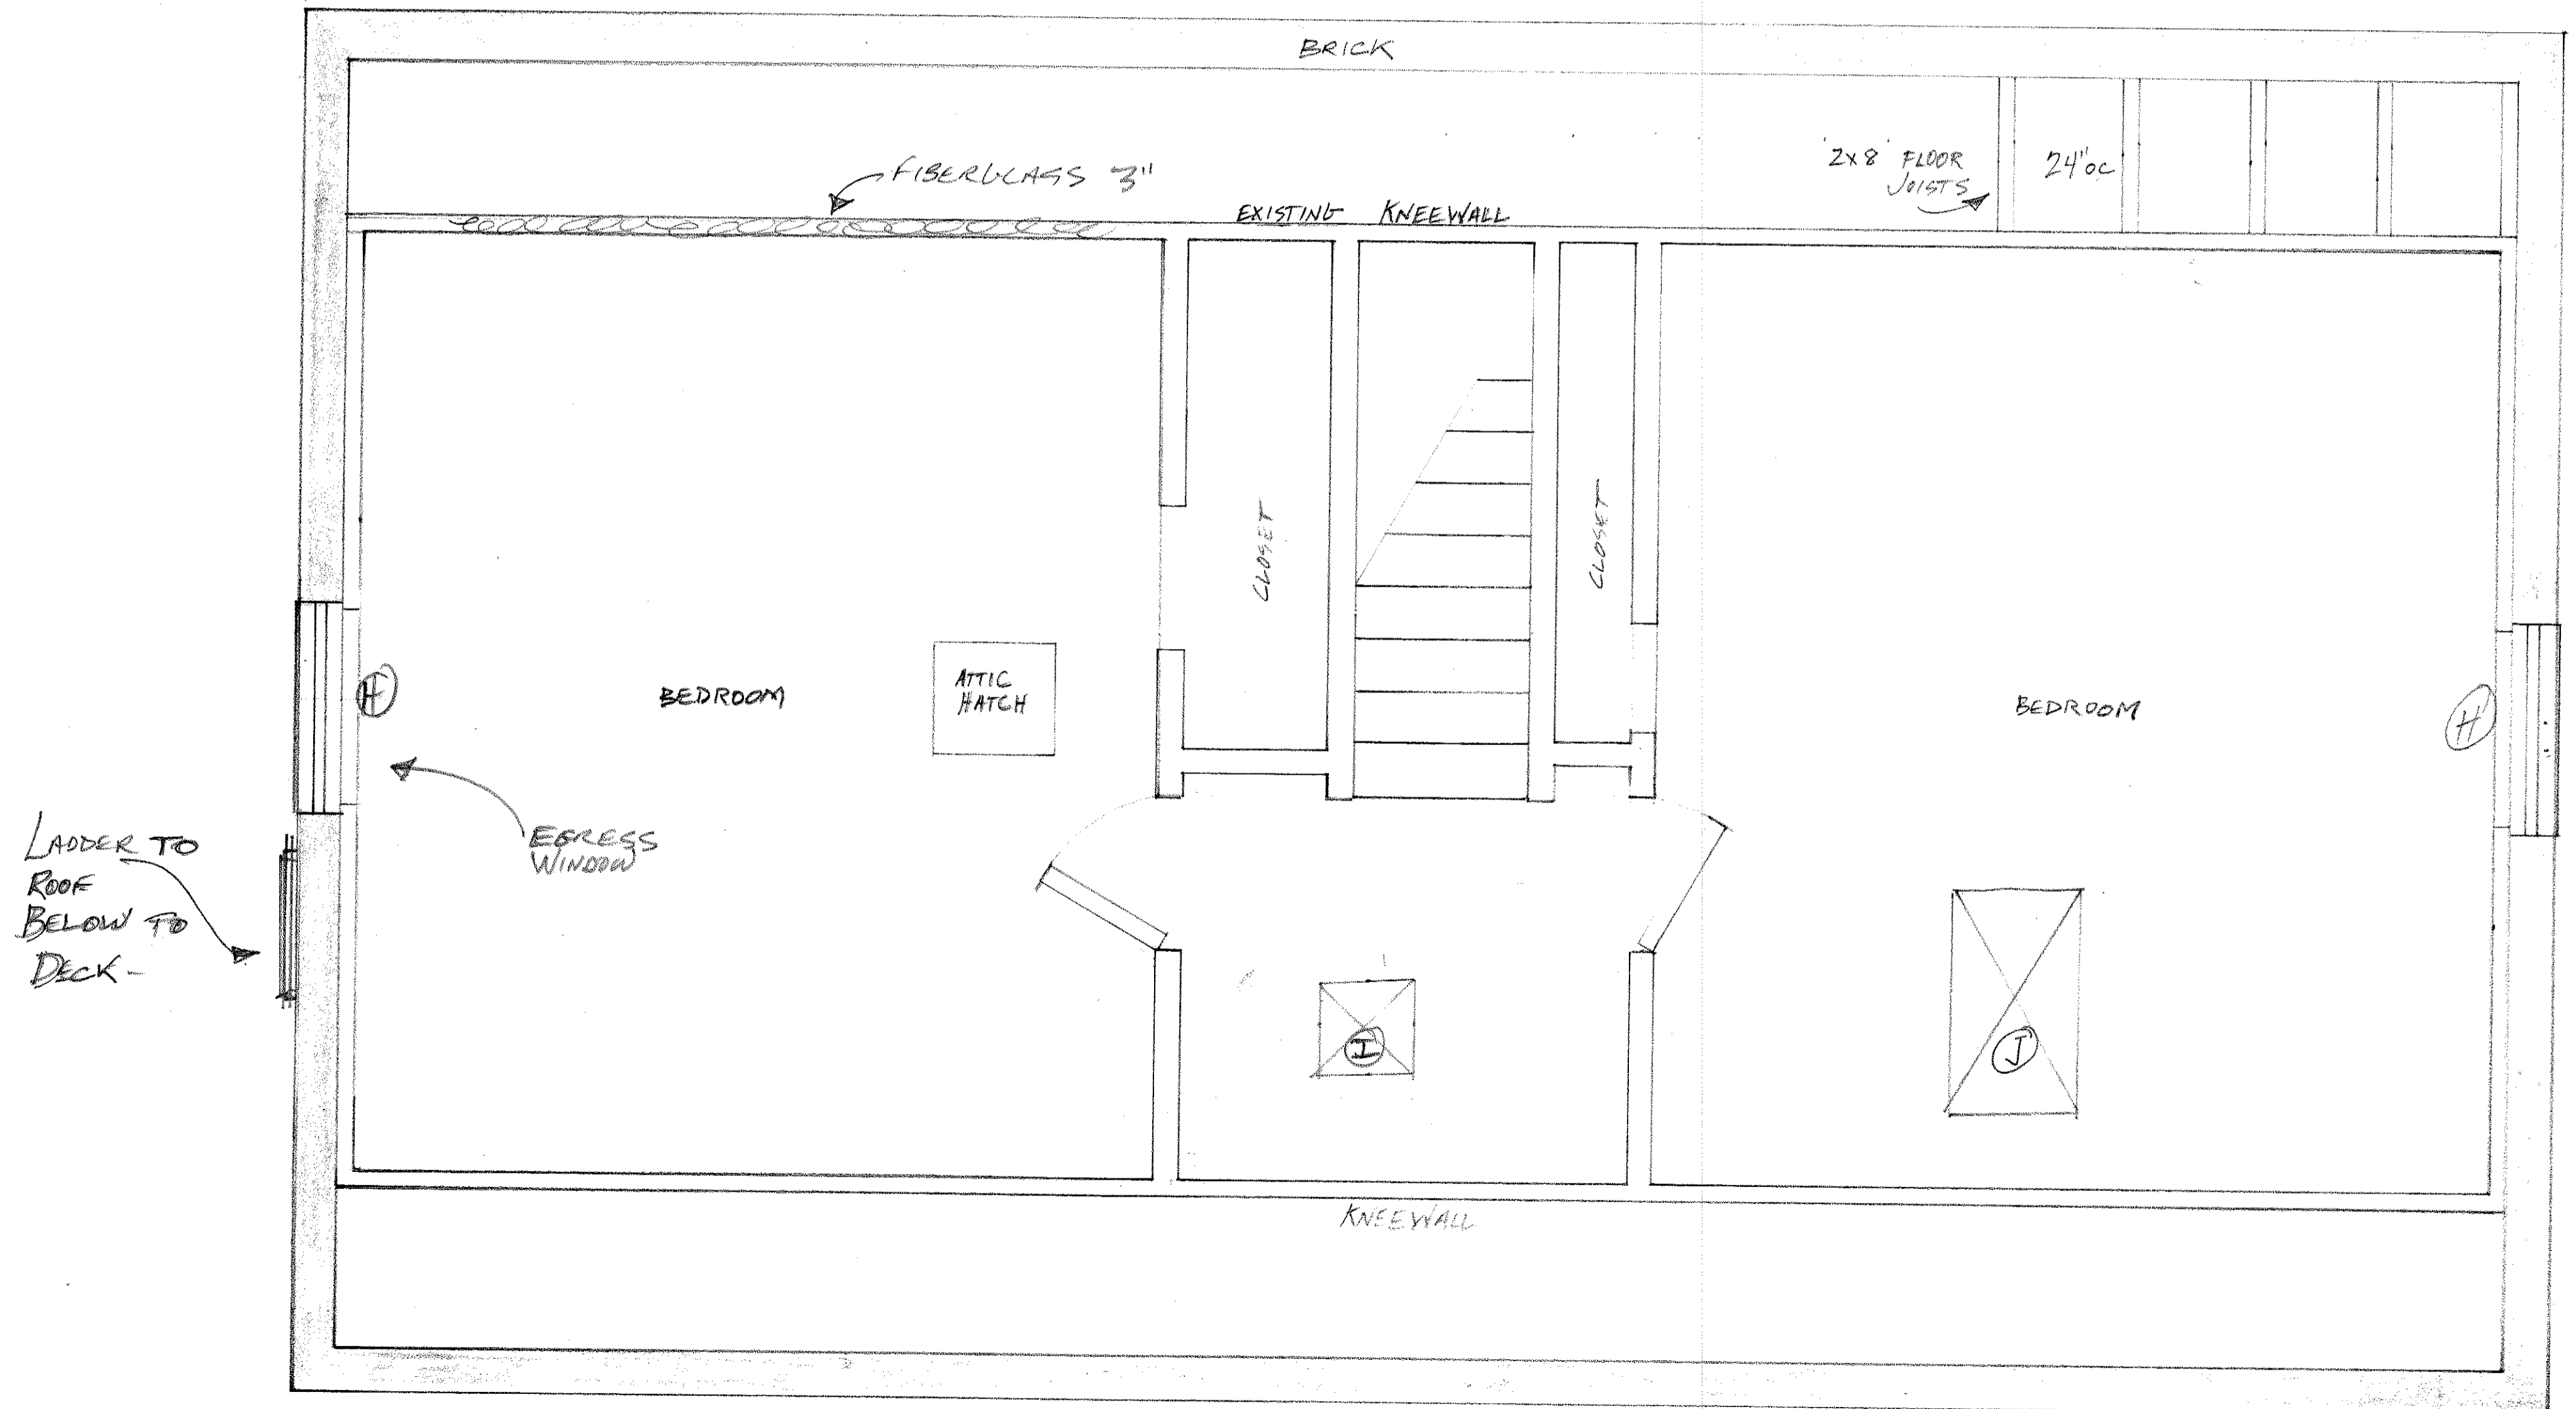 BRICK
FIBERGLASS 3"
2x8 FLOOR
JOISTS
24"OC
EXISTING KNEEWALL
CLOSET
CLOSET
H
BEDROOM
ATTIC
HATCH
BEDROOM
H
EGRESS
WINDOW
LADDER TO
ROOF
BELOW TO
DECK-
I
J
KNEEWALL